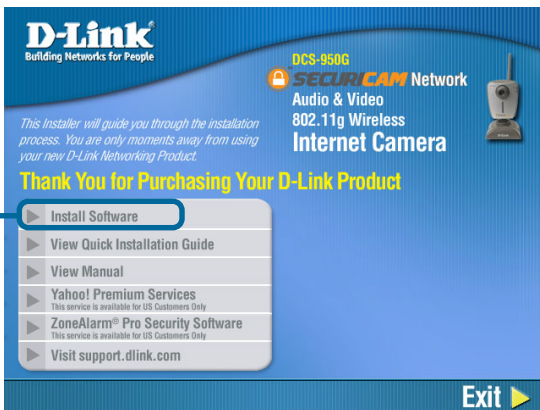 D-Link®
Building Networks for People
DCS-950G
SECURICAM Network
Audio & Video
802.11g Wireless
Internet Camera
This Installer will guide you through the installation
process. You are only moments away from using
your new D-Link Networking Product.
Thank You for Purchasing Your D-Link Product
Install Software
View Quick Installation Guide
View Manual
Yahoo! Premium Services
This service is available for US Customers Only
ZoneAlarm® Pro Security Software
This service is available for US Customers Only
Visit support.dlink.com
Exit